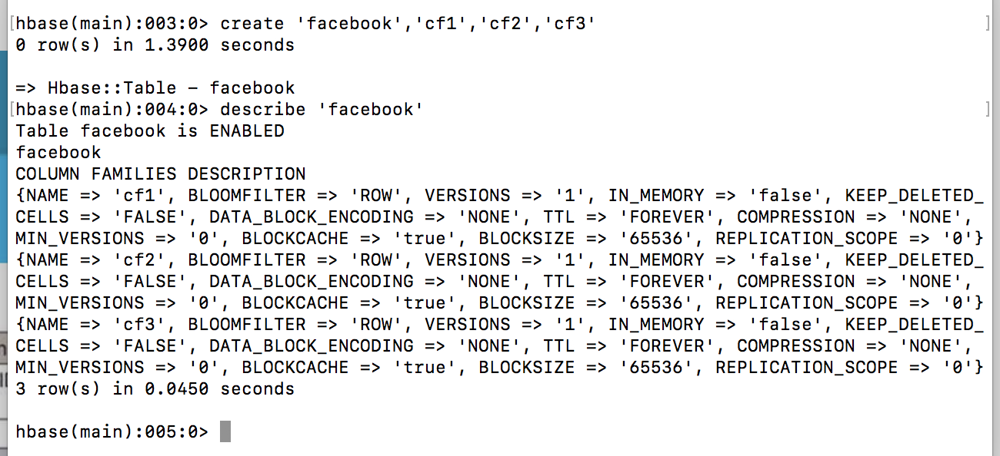 [hbase(main):003:0> create 'facebook','cf1','cf2','cf3' ]
0 row(s) in 1.3900 seconds
=> Hbase::Table – facebook
[hbase(main):004:0> describe 'facebook' ]
Table facebook is ENABLED
facebook
COLUMN FAMILIES DESCRIPTION
{NAME => 'cf1', BLOOMFILTER => 'ROW', VERSIONS => '1', IN_MEMORY => 'false', KEEP_DELETED_
CELLS => 'FALSE', DATA_BLOCK_ENCODING => 'NONE', TTL => 'FOREVER', COMPRESSION => 'NONE',
MIN_VERSIONS => '0', BLOCKCACHE => 'true', BLOCKSIZE => '65536', REPLICATION_SCOPE => '0'}
{NAME => 'cf2', BLOOMFILTER => 'ROW', VERSIONS => '1', IN_MEMORY => 'false', KEEP_DELETED_
CELLS => 'FALSE', DATA_BLOCK_ENCODING => 'NONE', TTL => 'FOREVER', COMPRESSION => 'NONE',
MIN_VERSIONS => '0', BLOCKCACHE => 'true', BLOCKSIZE => '65536', REPLICATION_SCOPE => '0'}
{NAME => 'cf3', BLOOMFILTER => 'ROW', VERSIONS => '1', IN_MEMORY => 'false', KEEP_DELETED_
CELLS => 'FALSE', DATA_BLOCK_ENCODING => 'NONE', TTL => 'FOREVER', COMPRESSION => 'NONE',
MIN_VERSIONS => '0', BLOCKCACHE => 'true', BLOCKSIZE => '65536', REPLICATION_SCOPE => '0'}
3 row(s) in 0.0450 seconds
hbase(main):005:0>